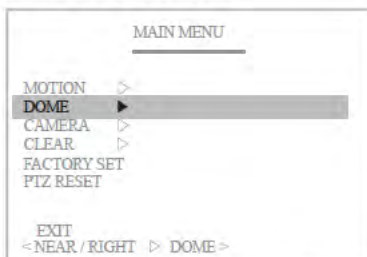 MAIN MENU
MOTION ▷
DOME ▶
CAMERA ▷
CLEAR ▷
FACTORY SET
PTZ RESET
EXIT
<NEAR / RIGHT ▷ DOME >